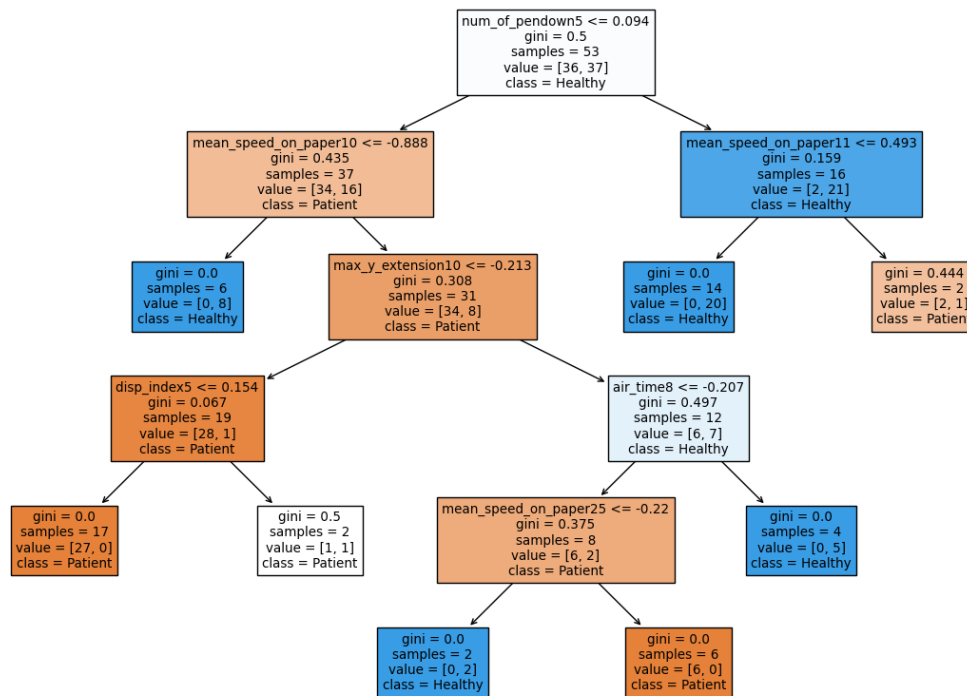 num_of_pendown5 <= 0.094
gini = 0.5
samples = 53
value = [36, 37]
class = Healthy
mean_speed_on_paper10 <= -0.888
gini = 0.435
samples = 37
value = [34, 16]
class = Patient
mean_speed_on_paper11 <= 0.493
gini = 0.159
samples = 16
value = [2, 21]
class = Healthy
gini = 0.0
samples = 6
value = [0, 8]
class = Healthy
max_y_extension10 <= -0.213
gini = 0.308
samples = 31
value = [34, 8]
class = Patient
gini = 0.0
samples = 14
value = [0, 20]
class = Healthy
gini = 0.444
samples = 2
value = [2, 1]
class = Patient
disp_index5 <= 0.154
gini = 0.067
samples = 19
value = [28, 1]
class = Patient
air_time8 <= -0.207
gini = 0.497
samples = 12
value = [6, 7]
class = Healthy
gini = 0.0
samples = 17
value = [27, 0]
class = Patient
gini = 0.5
samples = 2
value = [1, 1]
class = Patient
mean_speed_on_paper25 <= -0.22
gini = 0.375
samples = 8
value = [6, 2]
class = Patient
gini = 0.0
samples = 4
value = [0, 5]
class = Healthy
gini = 0.0
samples = 2
value = [0, 2]
class = Healthy
gini = 0.0
samples = 6
value = [6, 0]
class = Patient